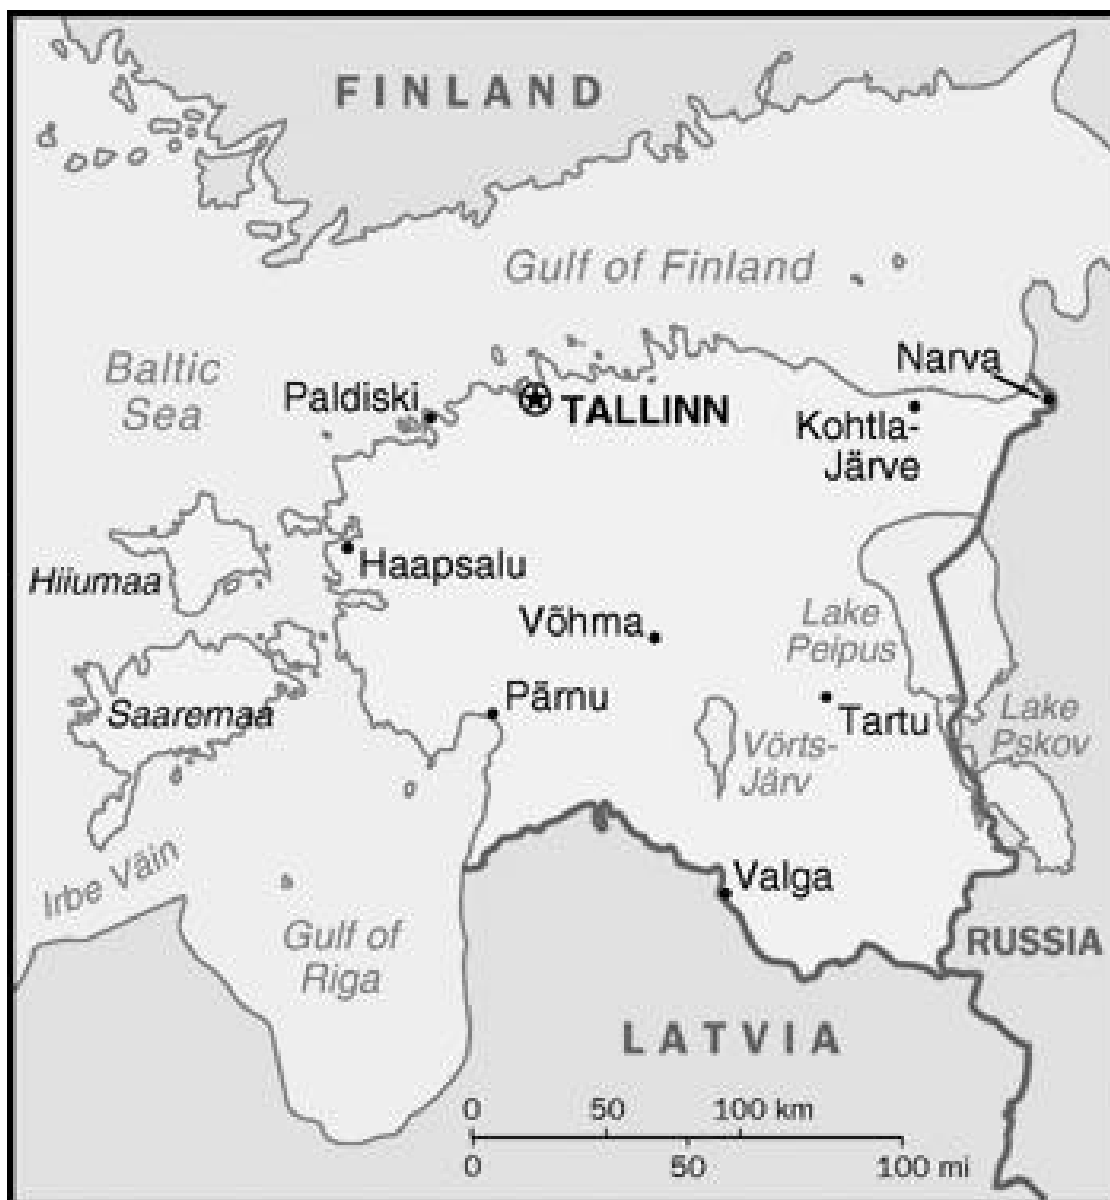 FINLAND
Gulf of Finland
Baltic
Sea
Narva
Paldiski
TALLINN
Kohtla-
Järve
Hiiumaa
Haapsalu
Võhma
Lake
Peipus
Saaremaa
Pärnu
Tartu
Lake
Pskov
Võrts-
Järv
Irbe Väin
Valga
Gulf of
Riga
RUSSIA
LATVIA
0 50 100 km
0 50 100 mi